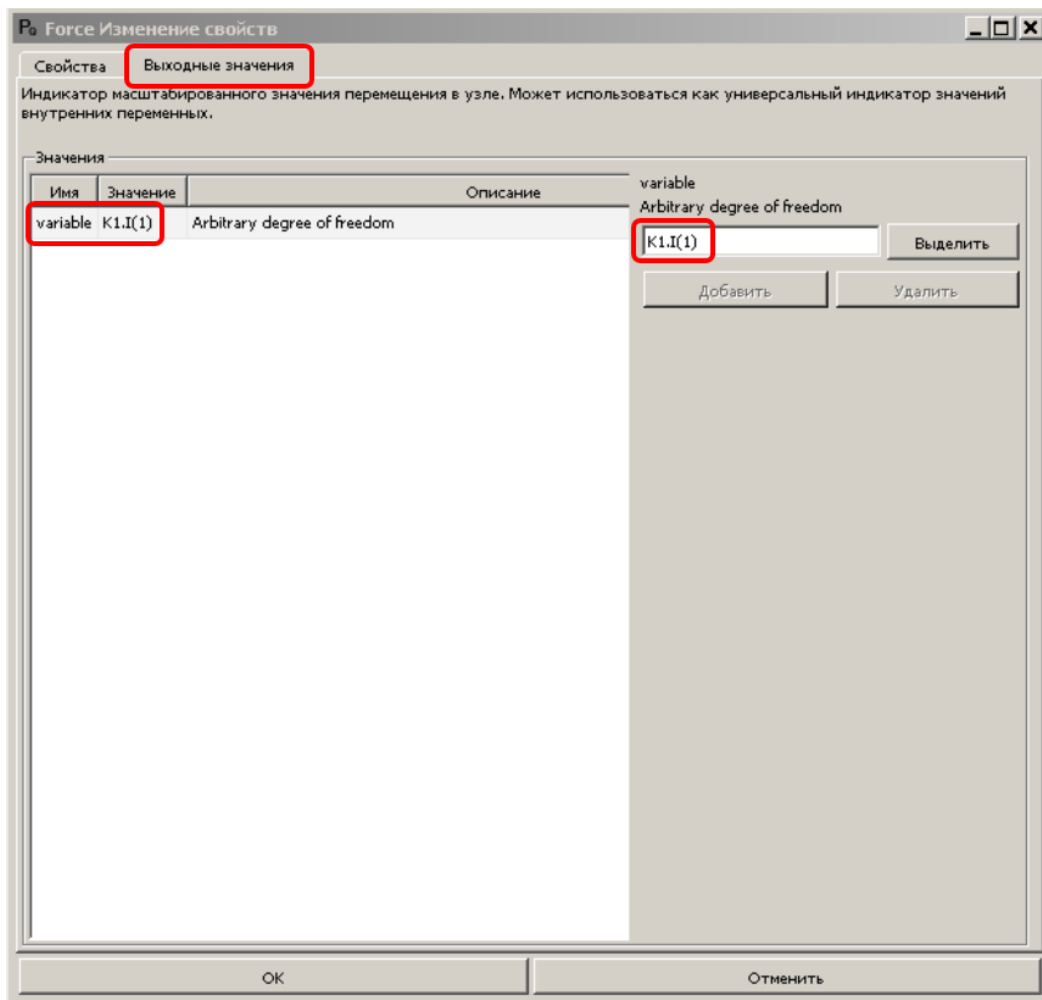 Force Изменение свойств
Свойства Выходные значения
Индикатор масштабированного значения перемещения в узле. Может использоваться как универсальный индикатор значений
внутренних переменных.
Значения
Имя Значение Описание
variable K1.I(1) Arbitrary degree of freedom
variable
Arbitrary degree of freedom
K1.I(1) Выделить
Добавить Удалить
OK Отменить